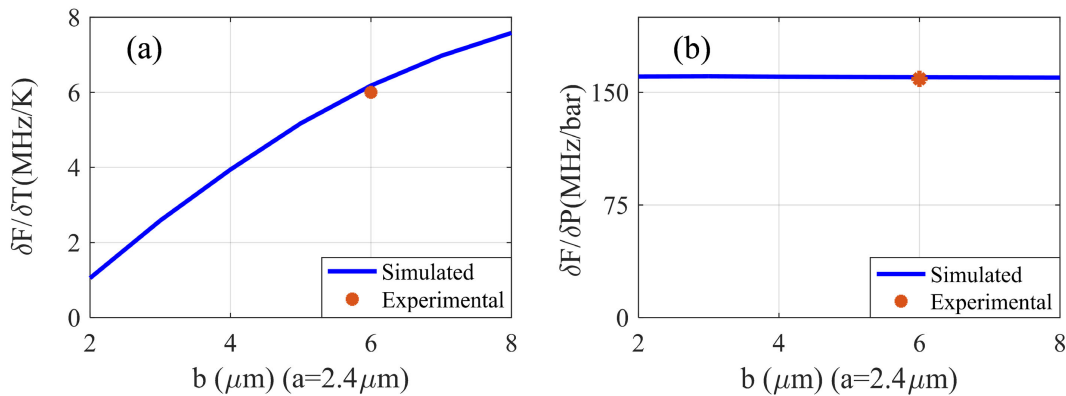 (a)
8
6
4
2
0
δF/δT(MHz/K)
Simulated
Experimental
2 4 6 8
b (μm) (a=2.4μm)
(b)
150
75
0
δF/δP(MHz/bar)
Simulated
Experimental
2 4 6 8
b (μm) (a=2.4μm)